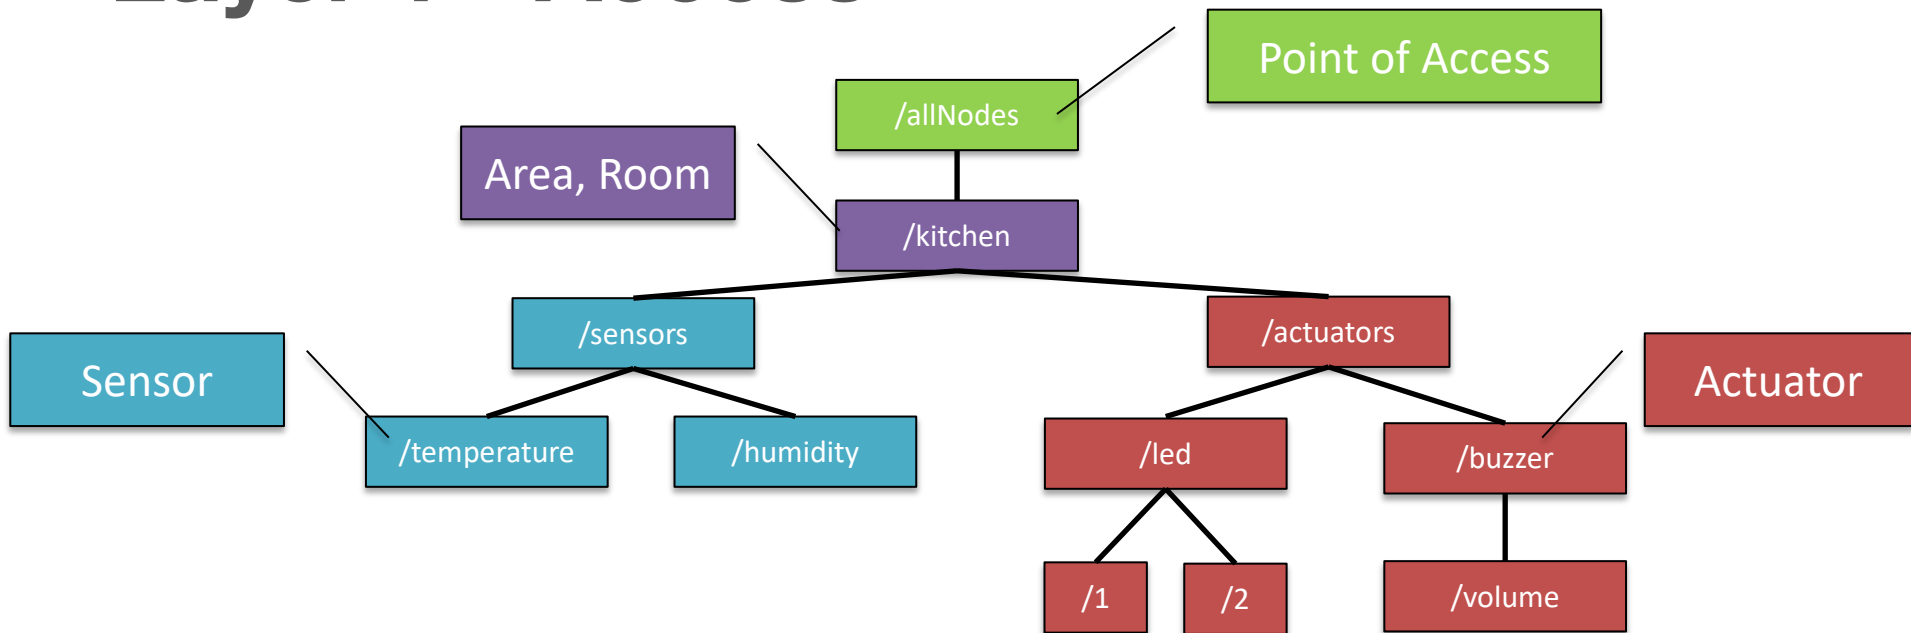 Point of Access
/allNodes
Area, Room
/kitchen
/sensors
/actuators
Sensor
Actuator
/temperature
/humidity
/led
/buzzer
/1
/2
/volume